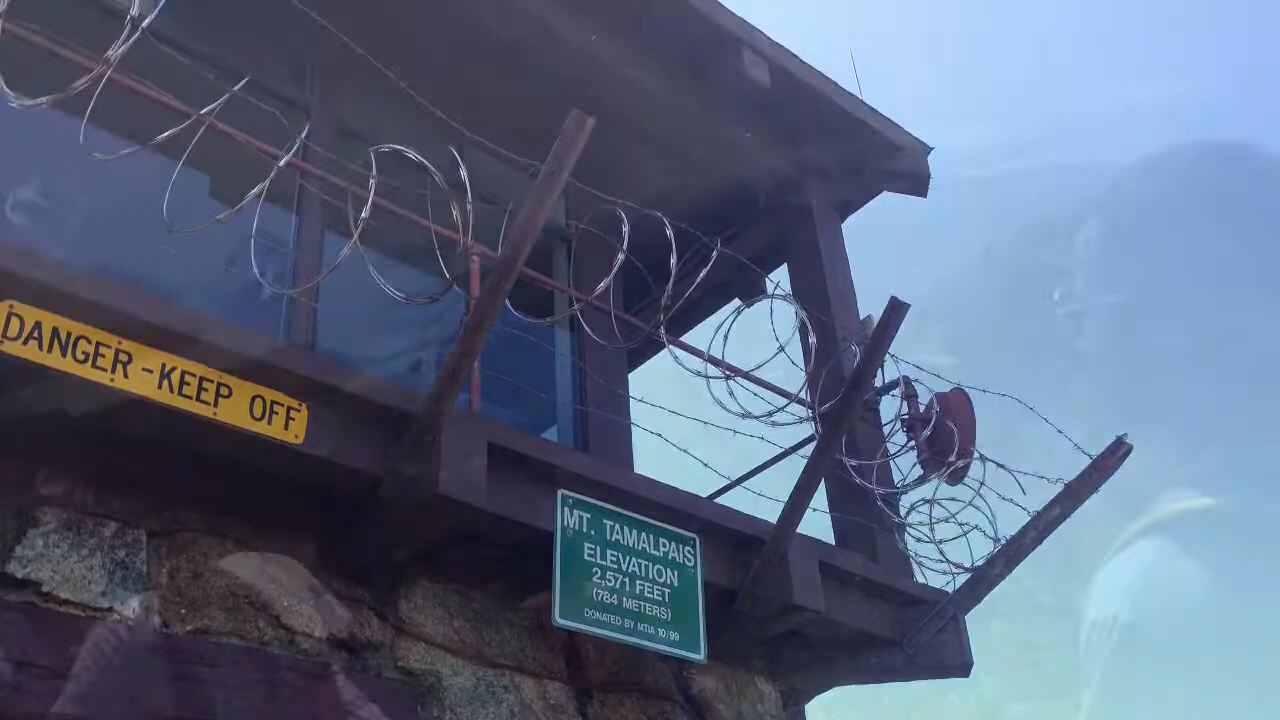 DANGER-KEEP OFF
MT. TAMALPAIS
ELEVATION
2,571 FEET
(784 METERS)
DONATED BY MTIA 10/99